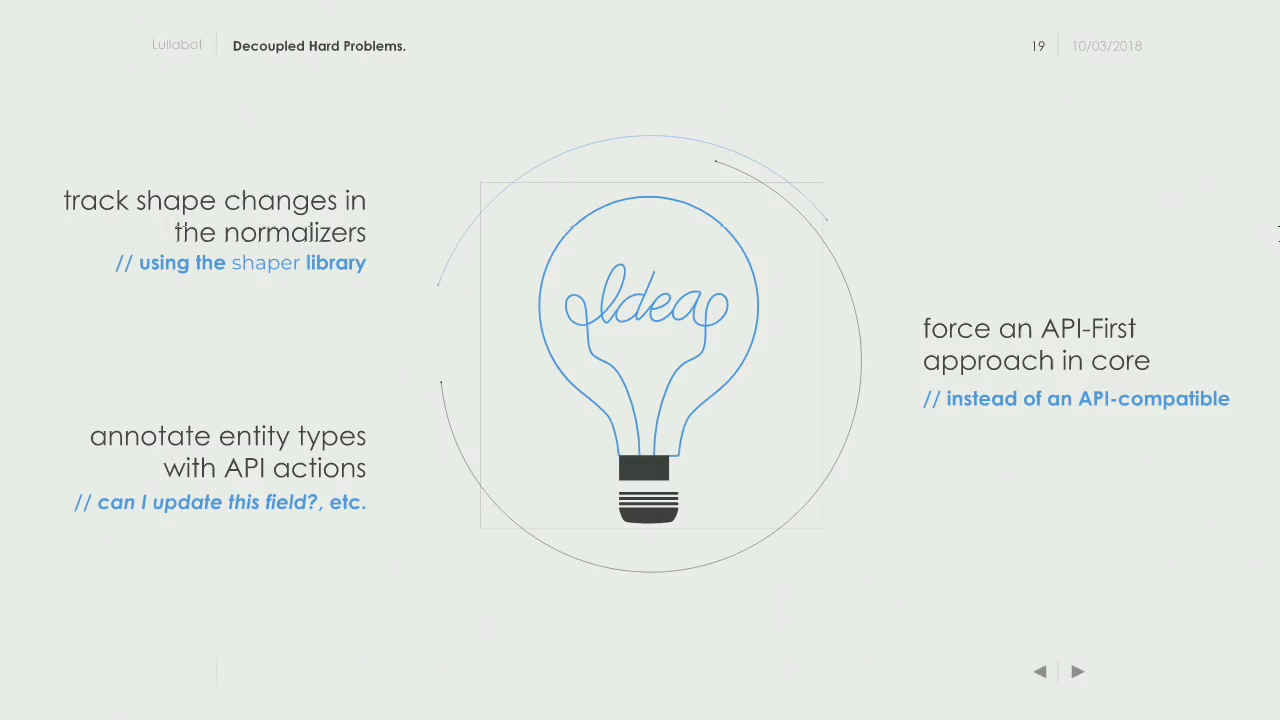 Lullabot
Decoupled Hard Problems.
19
10/03/2018
track shape changes in
the normalizers
// using the shaper library
annotate entity types
with API actions
// can I update this field?, etc.
Idea
force an API-First
approach in core
// instead of an API-compatible